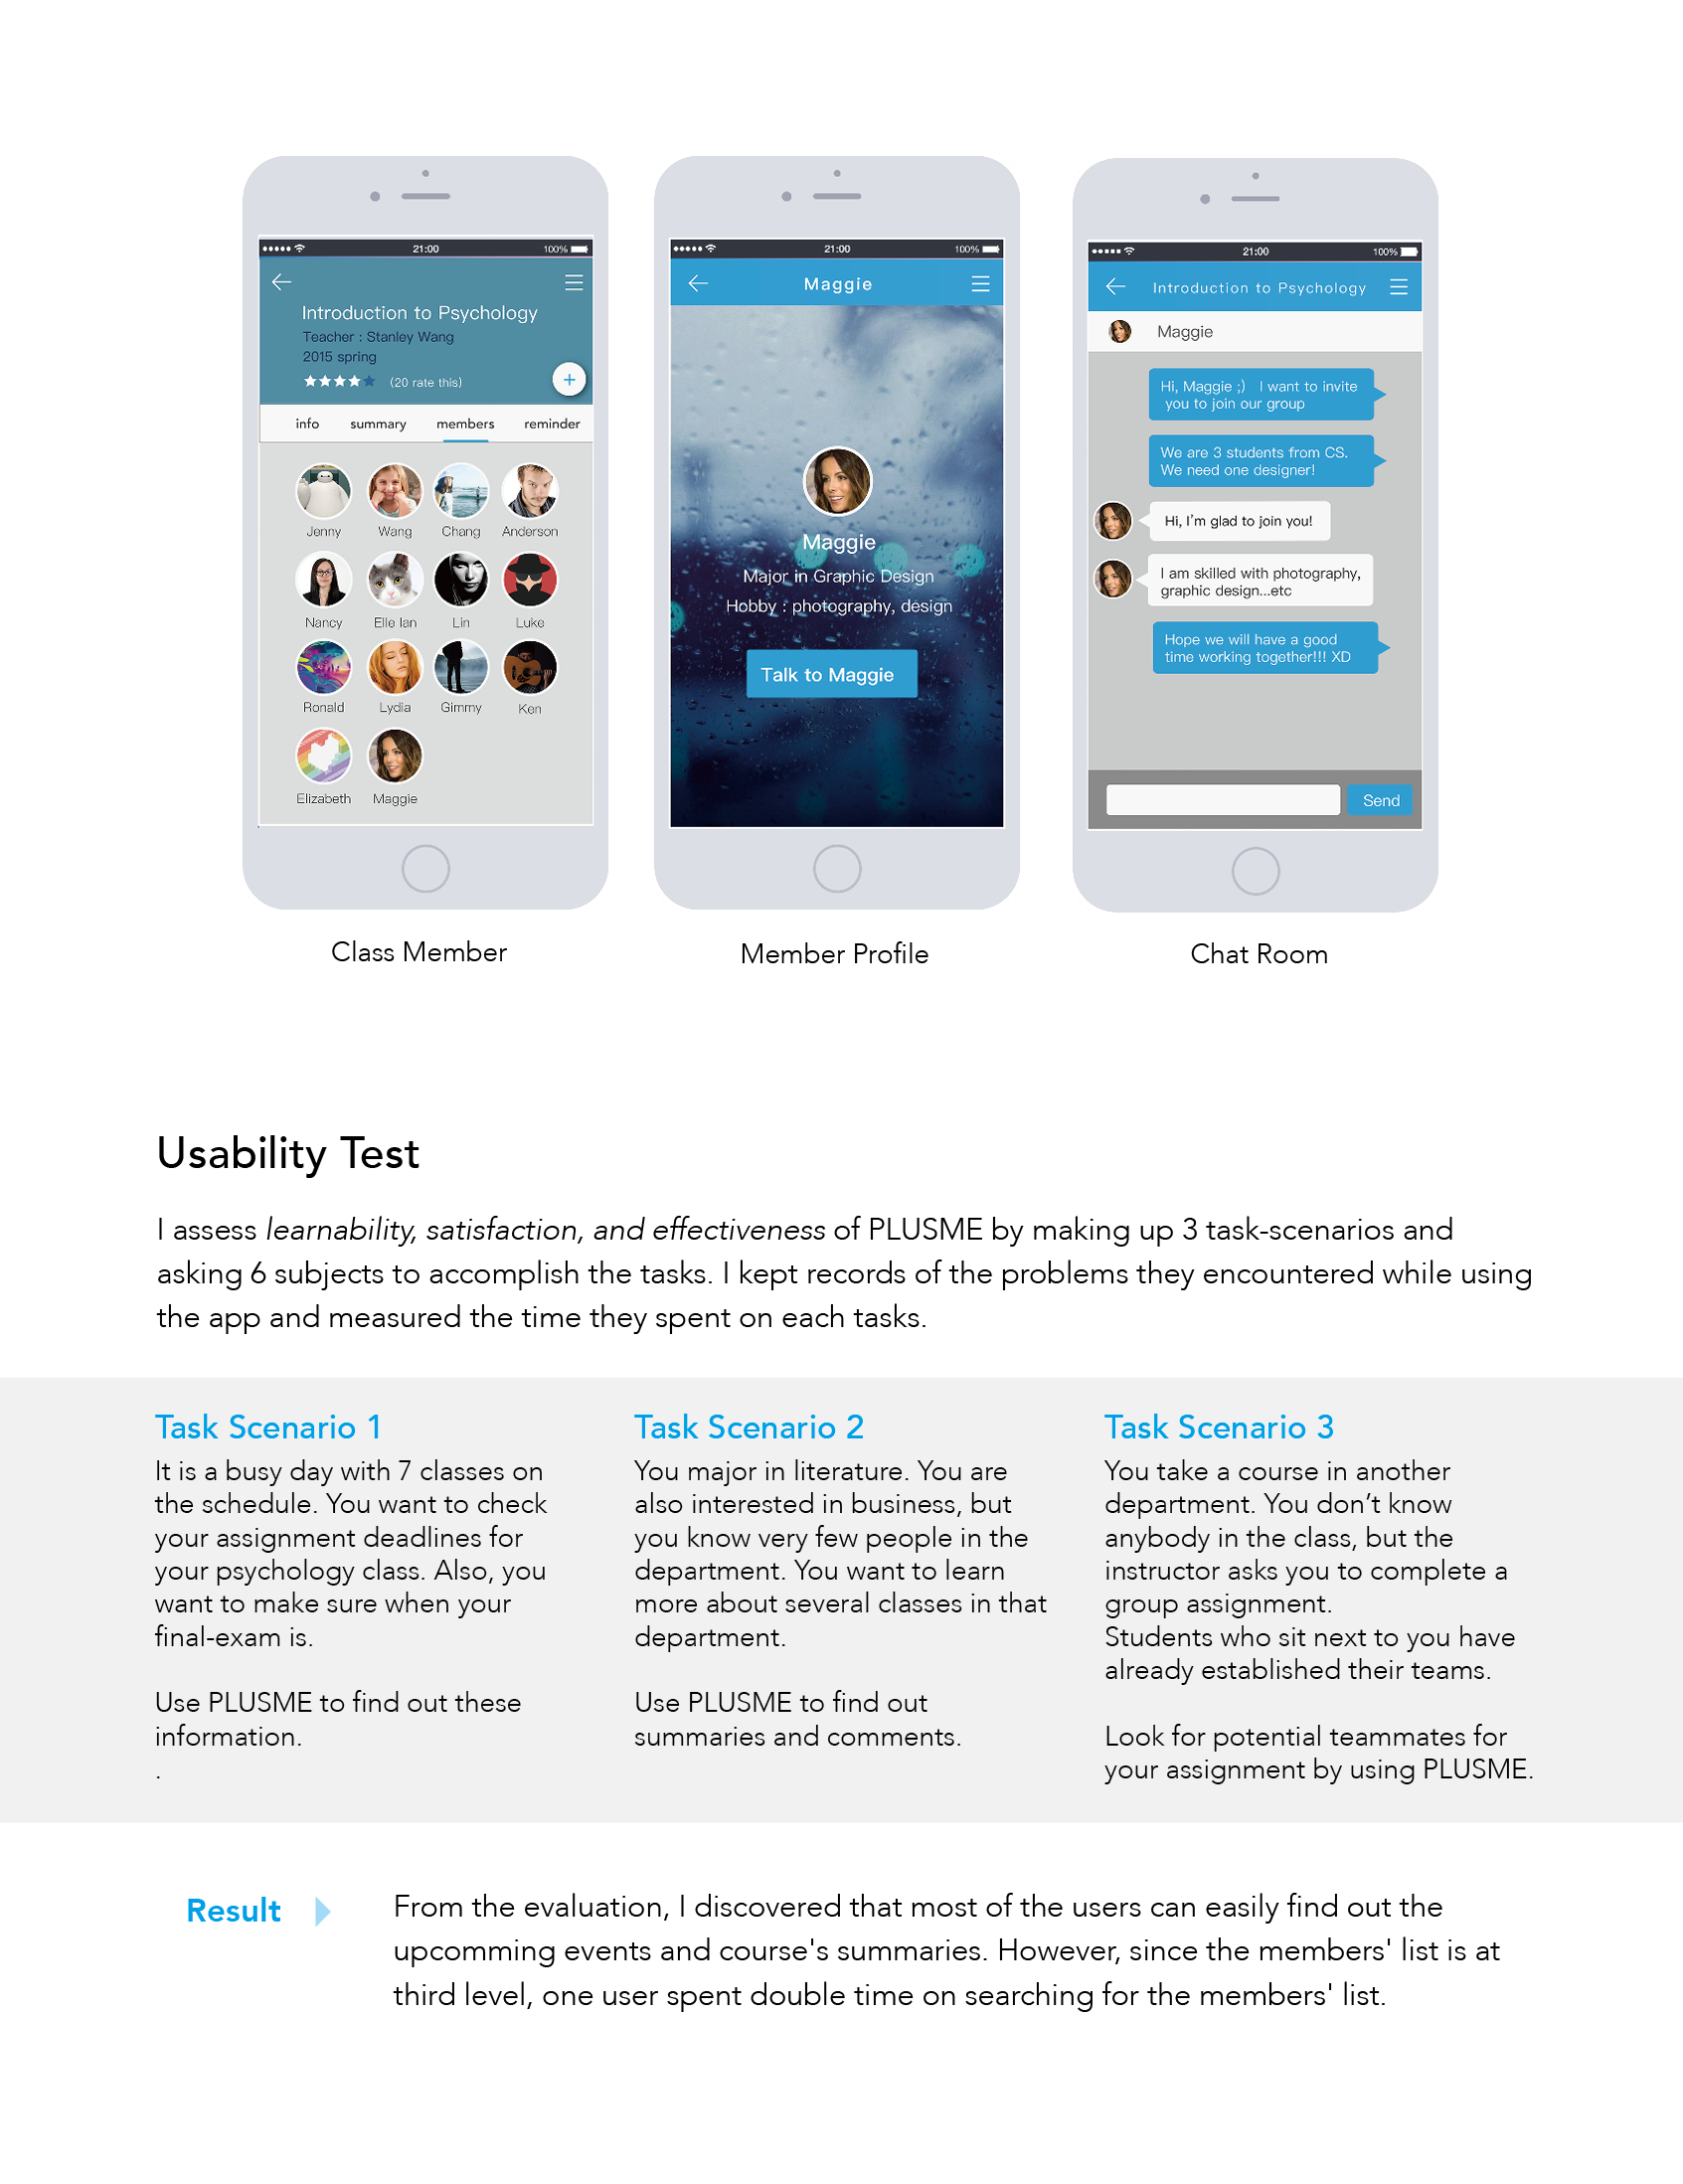 21:00
100%
Introduction to Psychology
Teacher : Stanley Wang
2015 spring
(20 rate this)
+
info summary members reminder
Jenny Wang Chang Anderson
Nancy Elle lan Lin Luke
Ronald Lydia Gimmy Ken
Elizabeth Maggie
Class Member
21:00
100%
Maggie
Maggie
Major in Graphic Design
Hobby : photography, design
Talk to Maggie
Member Profile
21:00
100%
Introduction to Psychology
Maggie
Hi, Maggie ;) I want to invite
you to join our group
We are 3 students from CS.
We need one designer!
Hi, I'm glad to join you!
I am skilled with photography,
graphic design...etc
Hope we will have a good
time working together!!! XD
Send
Chat Room
Usability Test
I assess learnability, satisfaction, and effectiveness of PLUSME by making up 3 task-scenarios and
asking 6 subjects to accomplish the tasks. I kept records of the problems they encountered while using
the app and measured the time they spent on each tasks.
Task Scenario 1
It is a busy day with 7 classes on
the schedule. You want to check
your assignment deadlines for
your psychology class. Also, you
want to make sure when your
final-exam is.
Use PLUSME to find out these
information.
.
Task Scenario 2
You major in literature. You are
also interested in business, but
you know very few people in the
department. You want to learn
more about several classes in that
department.
Use PLUSME to find out
summaries and comments.
Task Scenario 3
You take a course in another
department. You don't know
anybody in the class, but the
instructor asks you to complete a
group assignment.
Students who sit next to you have
already established their teams.
Look for potential teammates for
your assignment by using PLUSME.
Result
From the evaluation, I discovered that most of the users can easily find out the
upcomming events and course's summaries. However, since the members' list is at
third level, one user spent double time on searching for the members' list.